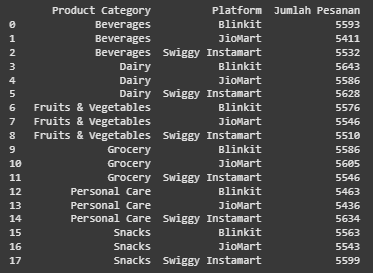 Product Category Platform Jumlah Pesanan
0 Beverages Blinkit 5593
1 Beverages JioMart 5411
2 Beverages Swiggy Instamart 5532
3 Dairy Blinkit 5643
4 Dairy JioMart 5586
5 Dairy Swiggy Instamart 5628
6 Fruits & Vegetables Blinkit 5576
7 Fruits & Vegetables JioMart 5546
8 Fruits & Vegetables Swiggy Instamart 5510
9 Grocery Blinkit 5586
10 Grocery JioMart 5605
11 Grocery Swiggy Instamart 5546
12 Personal Care Blinkit 5463
13 Personal Care JioMart 5436
14 Personal Care Swiggy Instamart 5634
15 Snacks Blinkit 5563
16 Snacks JioMart 5543
17 Snacks Swiggy Instamart 5599